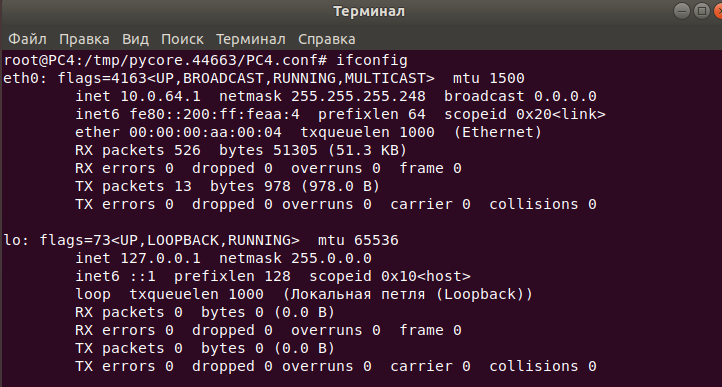 Терминал
Файл Правка Вид Поиск Терминал Справка
root@PC4:/tmp/pycore.44663/PC4.conf# ifconfig
eth0: flags=4163<UP,BROADCAST,RUNNING,MULTICAST>  mtu 1500
        inet 10.0.64.1  netmask 255.255.255.248  broadcast 0.0.0.0
        inet6 fe80::200:ff:feaa:4  prefixlen 64  scopeid 0x20<link>
        ether 00:00:00:aa:00:04  txqueuelen 1000  (Ethernet)
        RX packets 526  bytes 51305 (51.3 KB)
        RX errors 0  dropped 0  overruns 0  frame 0
        TX packets 13  bytes 978 (978.0 B)
        TX errors 0  dropped 0 overruns 0  carrier 0  collisions 0

lo: flags=73<UP,LOOPBACK,RUNNING>  mtu 65536
        inet 127.0.0.1  netmask 255.0.0.0
        inet6 ::1  prefixlen 128  scopeid 0x10<host>
        loop  txqueuelen 1000  (Локальная петля (Loopback))
        RX packets 0  bytes 0 (0.0 B)
        RX errors 0  dropped 0  overruns 0  frame 0
        TX packets 0  bytes 0 (0.0 B)
        TX errors 0  dropped 0 overruns 0  carrier 0  collisions 0